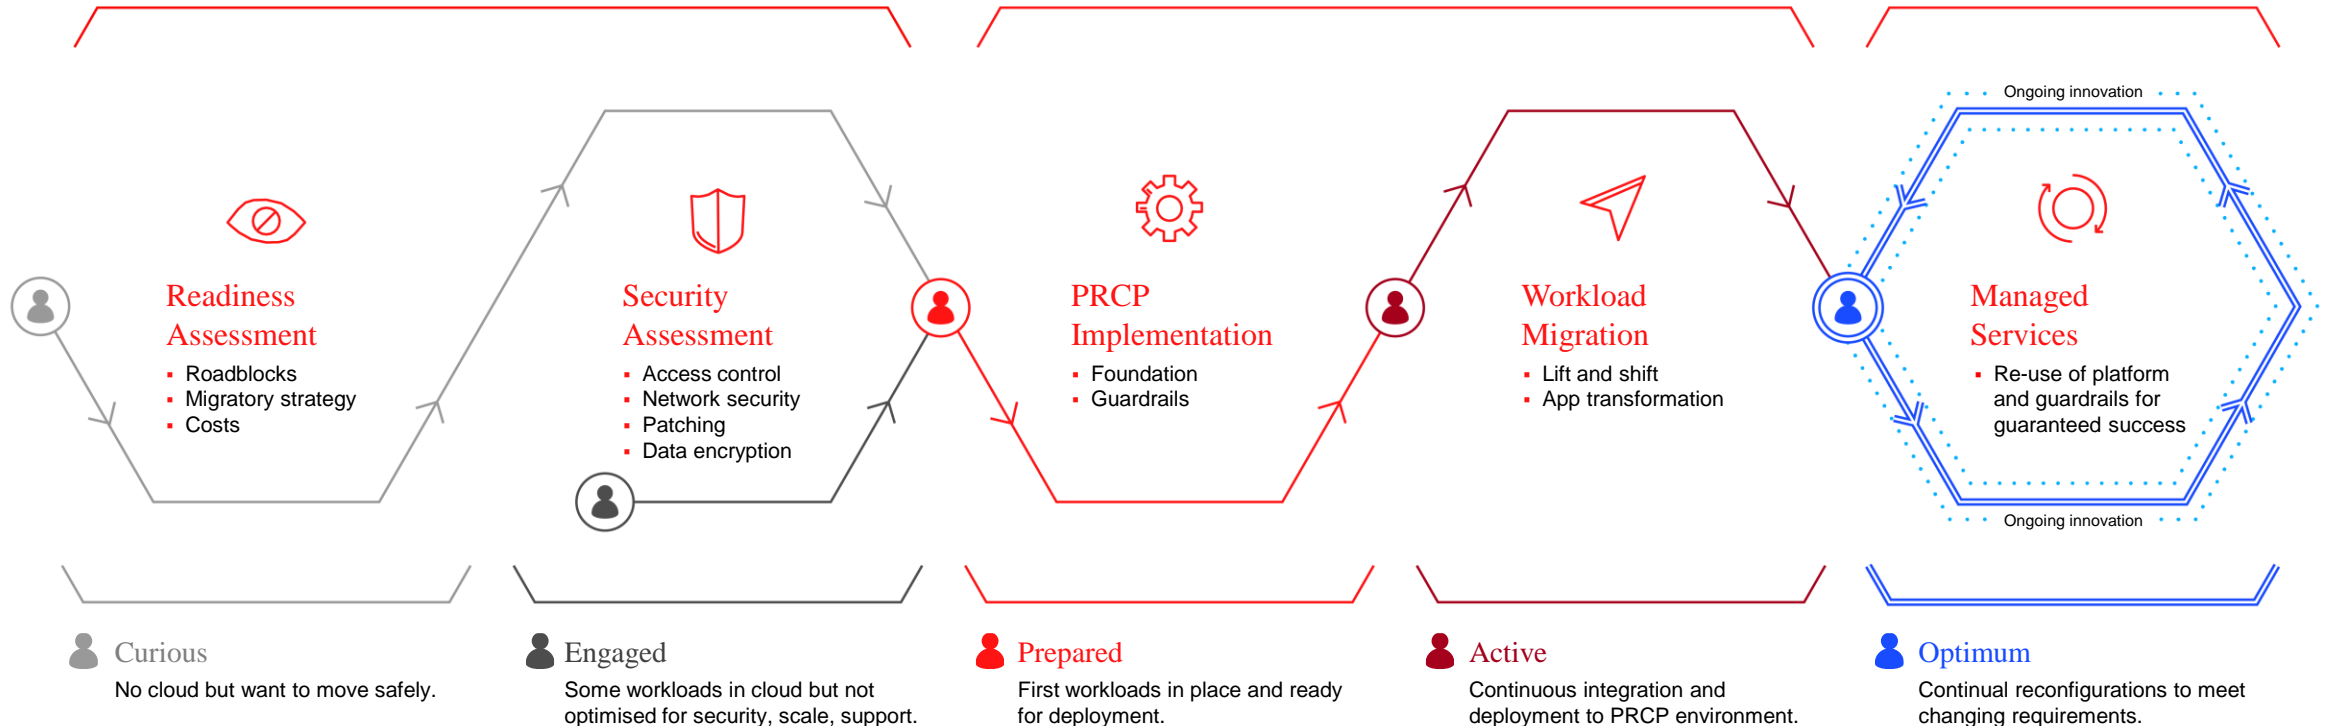 Ongoing innovation
Readiness
Assessment
Roadblocks
Migratory strategy
Costs
Security
Assessment
Access control
Network security
Patching
Data encryption
PRCP
Implementation
Foundation
Guardrails
Workload
Migration
Lift and shift
App transformation
Managed
Services
Re-use of platform
and guardrails for
guaranteed success
Ongoing innovation
Curious
No cloud but want to move safely.
Engaged
Some workloads in cloud but not
optimised for security, scale, support.
Prepared
First workloads in place and ready
for deployment.
Active
Continuous integration and
deployment to PRCP environment.
Optimum
Continual reconfigurations to meet
changing requirements.